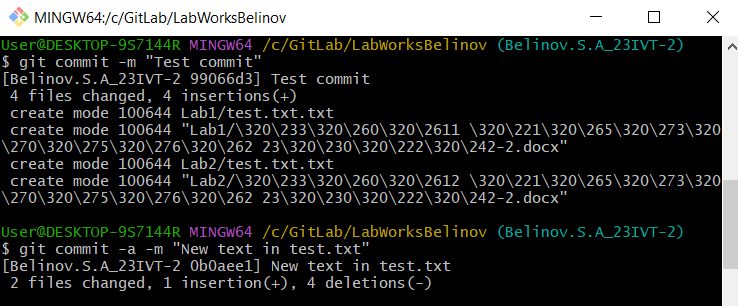 MINGW64:/c/GitLab/LabWorksBelinov
User@DESKTOP-9S7144R MINGW64 /c/GitLab/LabWorksBelinov (Belinov.S.A_23IVT-2)
$ git commit -m "Test commit"
[Belinov.S.A_23IVT-2 99066d3] Test commit
 4 files changed, 4 insertions(+)
 create mode 100644 Lab1/test.txt.txt
 create mode 100644 "Lab1/\320\233\320\260\320\2611 \320\221\320\265\320\273\320
\270\320\275\320\276\320\262 23\320\230\320\222\320\242-2.docx"
 create mode 100644 Lab2/test.txt.txt
 create mode 100644 "Lab2/\320\233\320\260\320\2612 \320\221\320\265\320\273\320
\270\320\275\320\276\320\262 23\320\230\320\222\320\242-2.docx"
User@DESKTOP-9S7144R MINGW64 /c/GitLab/LabWorksBelinov (Belinov.S.A_23IVT-2)
$ git commit -a -m "New text in test.txt"
[Belinov.S.A_23IVT-2 0b0aee1] New text in test.txt
 2 files changed, 1 insertion(+), 4 deletions(-)